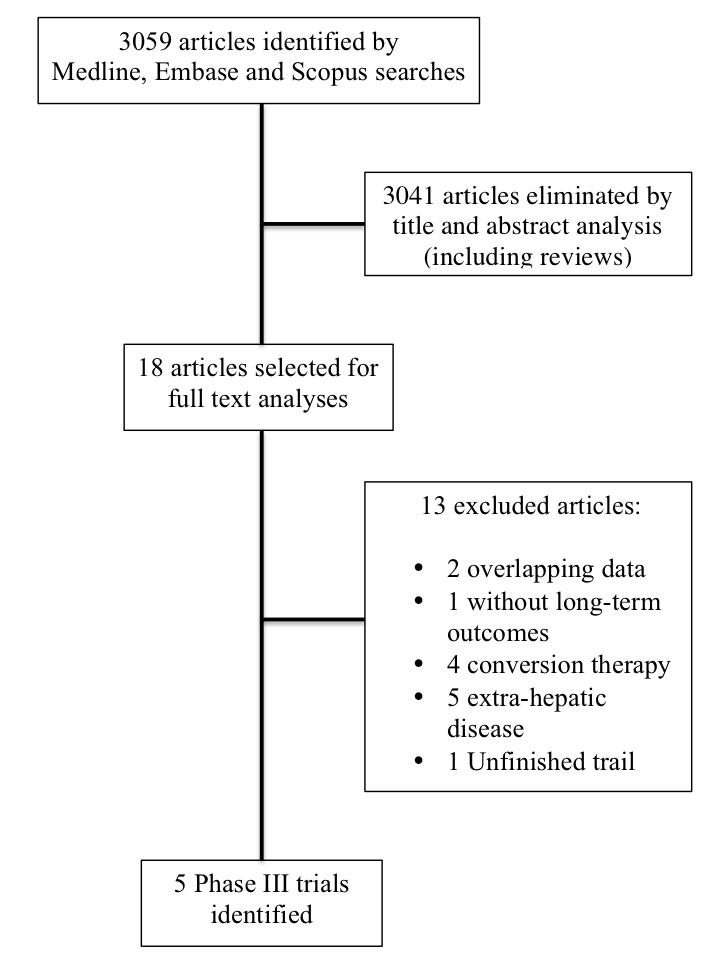 3059 articles identified by
Medline, Embase and Scopus searches
3041 articles eliminated by
title and abstract analysis
(including reviews)
18 articles selected for
full text analyses
13 excluded articles:
• 2 overlapping data
• 1 without long-term
outcomes
• 4 conversion therapy
• 5 extra-hepatic
disease
• 1 Unfinished trail
5 Phase III trials
identified